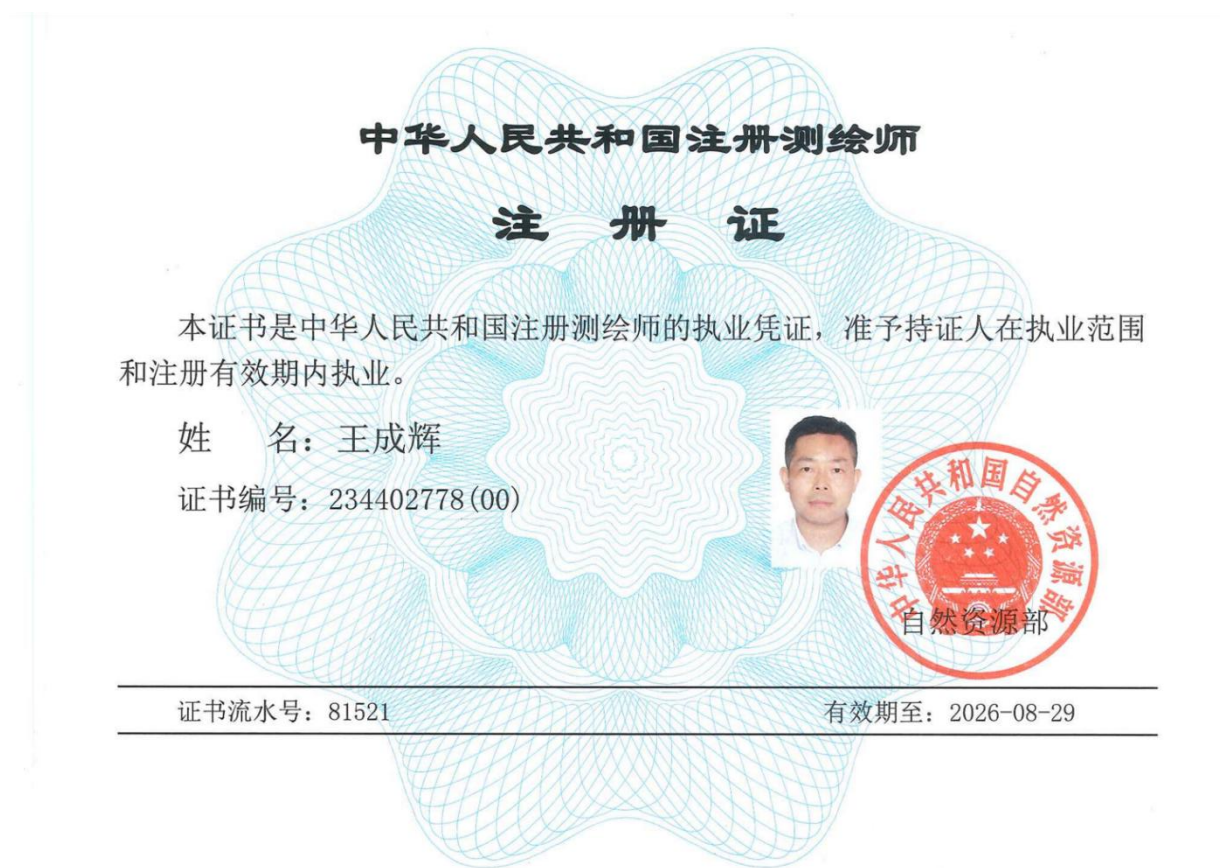 中华人民共和国注册测绘师
注 册 证
本证书是中华人民共和国注册测绘师的执业凭证，准予持证人在执业范围
和注册有效期内执业。
姓 名：王成辉
证书编号：234402778(00)
中华人民共和国自然资源部
自然资源部
证书流水号：81521
有效期至：2026-08-29